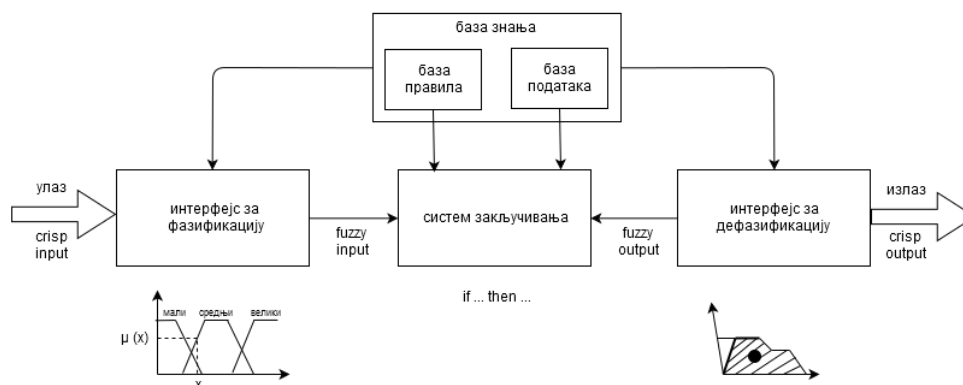 база знања
база
правила
база
података
улаз
crisp
input
интерфејс за
фазификацију
fuzzy
input
систем закључивања
fuzzy
output
интерфејс за
дефазификацију
излаз
crisp
output
if ... then ...
мали средњи велики
μ (x)
x